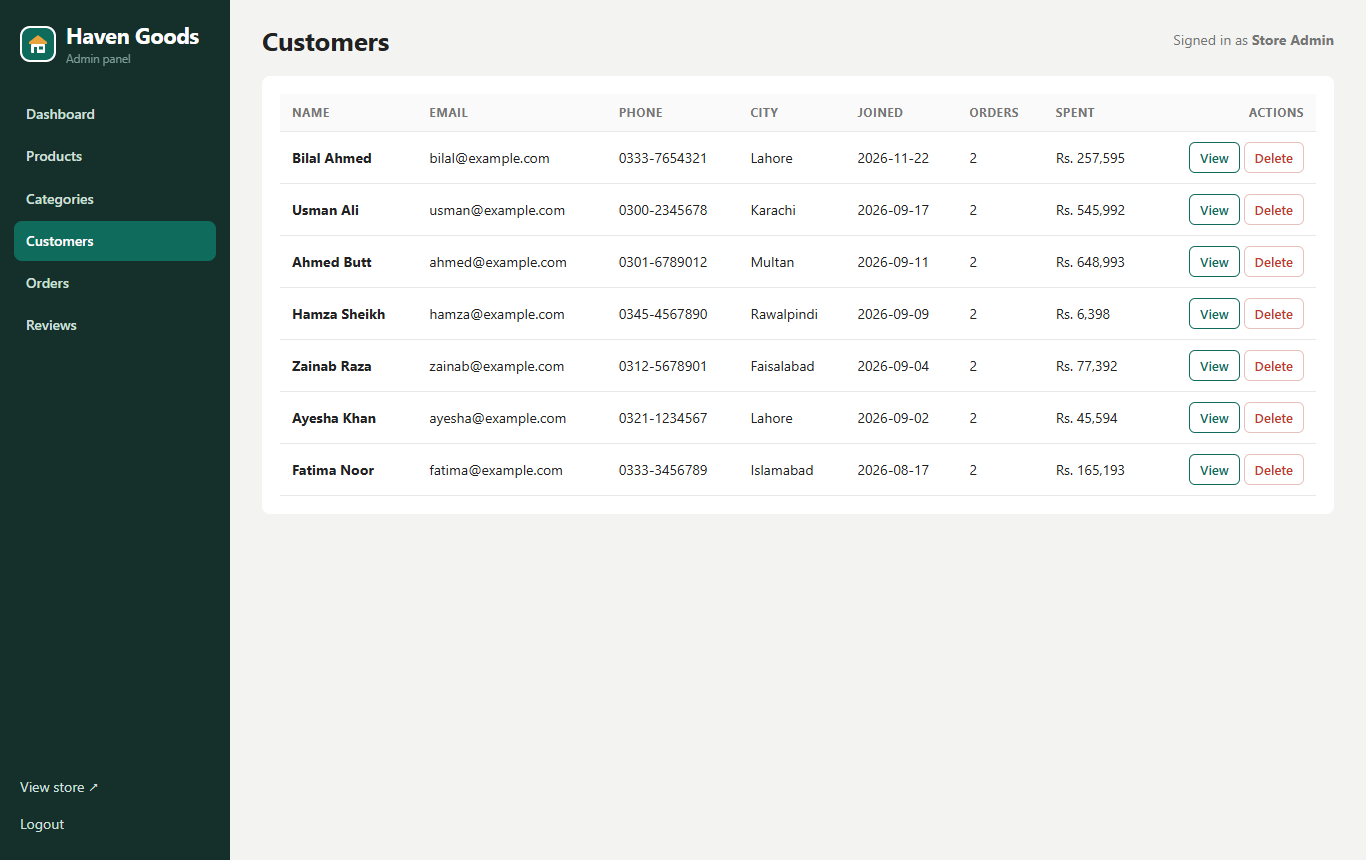 Haven Goods
Admin panel
Dashboard
Products
Categories
Customers
Orders
Reviews
View store ↗
Logout
Customers
Signed in as Store Admin
NAME EMAIL PHONE CITY JOINED ORDERS SPENT ACTIONS
Bilal Ahmed bilal@example.com 0333-7654321 Lahore 2026-11-22 2 Rs. 257,595 View Delete
Usman Ali usman@example.com 0300-2345678 Karachi 2026-09-17 2 Rs. 545,992 View Delete
Ahmed Butt ahmed@example.com 0301-6789012 Multan 2026-09-11 2 Rs. 648,993 View Delete
Hamza Sheikh hamza@example.com 0345-4567890 Rawalpindi 2026-09-09 2 Rs. 6,398 View Delete
Zainab Raza zainab@example.com 0312-5678901 Faisalabad 2026-09-04 2 Rs. 77,392 View Delete
Ayesha Khan ayesha@example.com 0321-1234567 Lahore 2026-09-02 2 Rs. 45,594 View Delete
Fatima Noor fatima@example.com 0333-3456789 Islamabad 2026-08-17 2 Rs. 165,193 View Delete